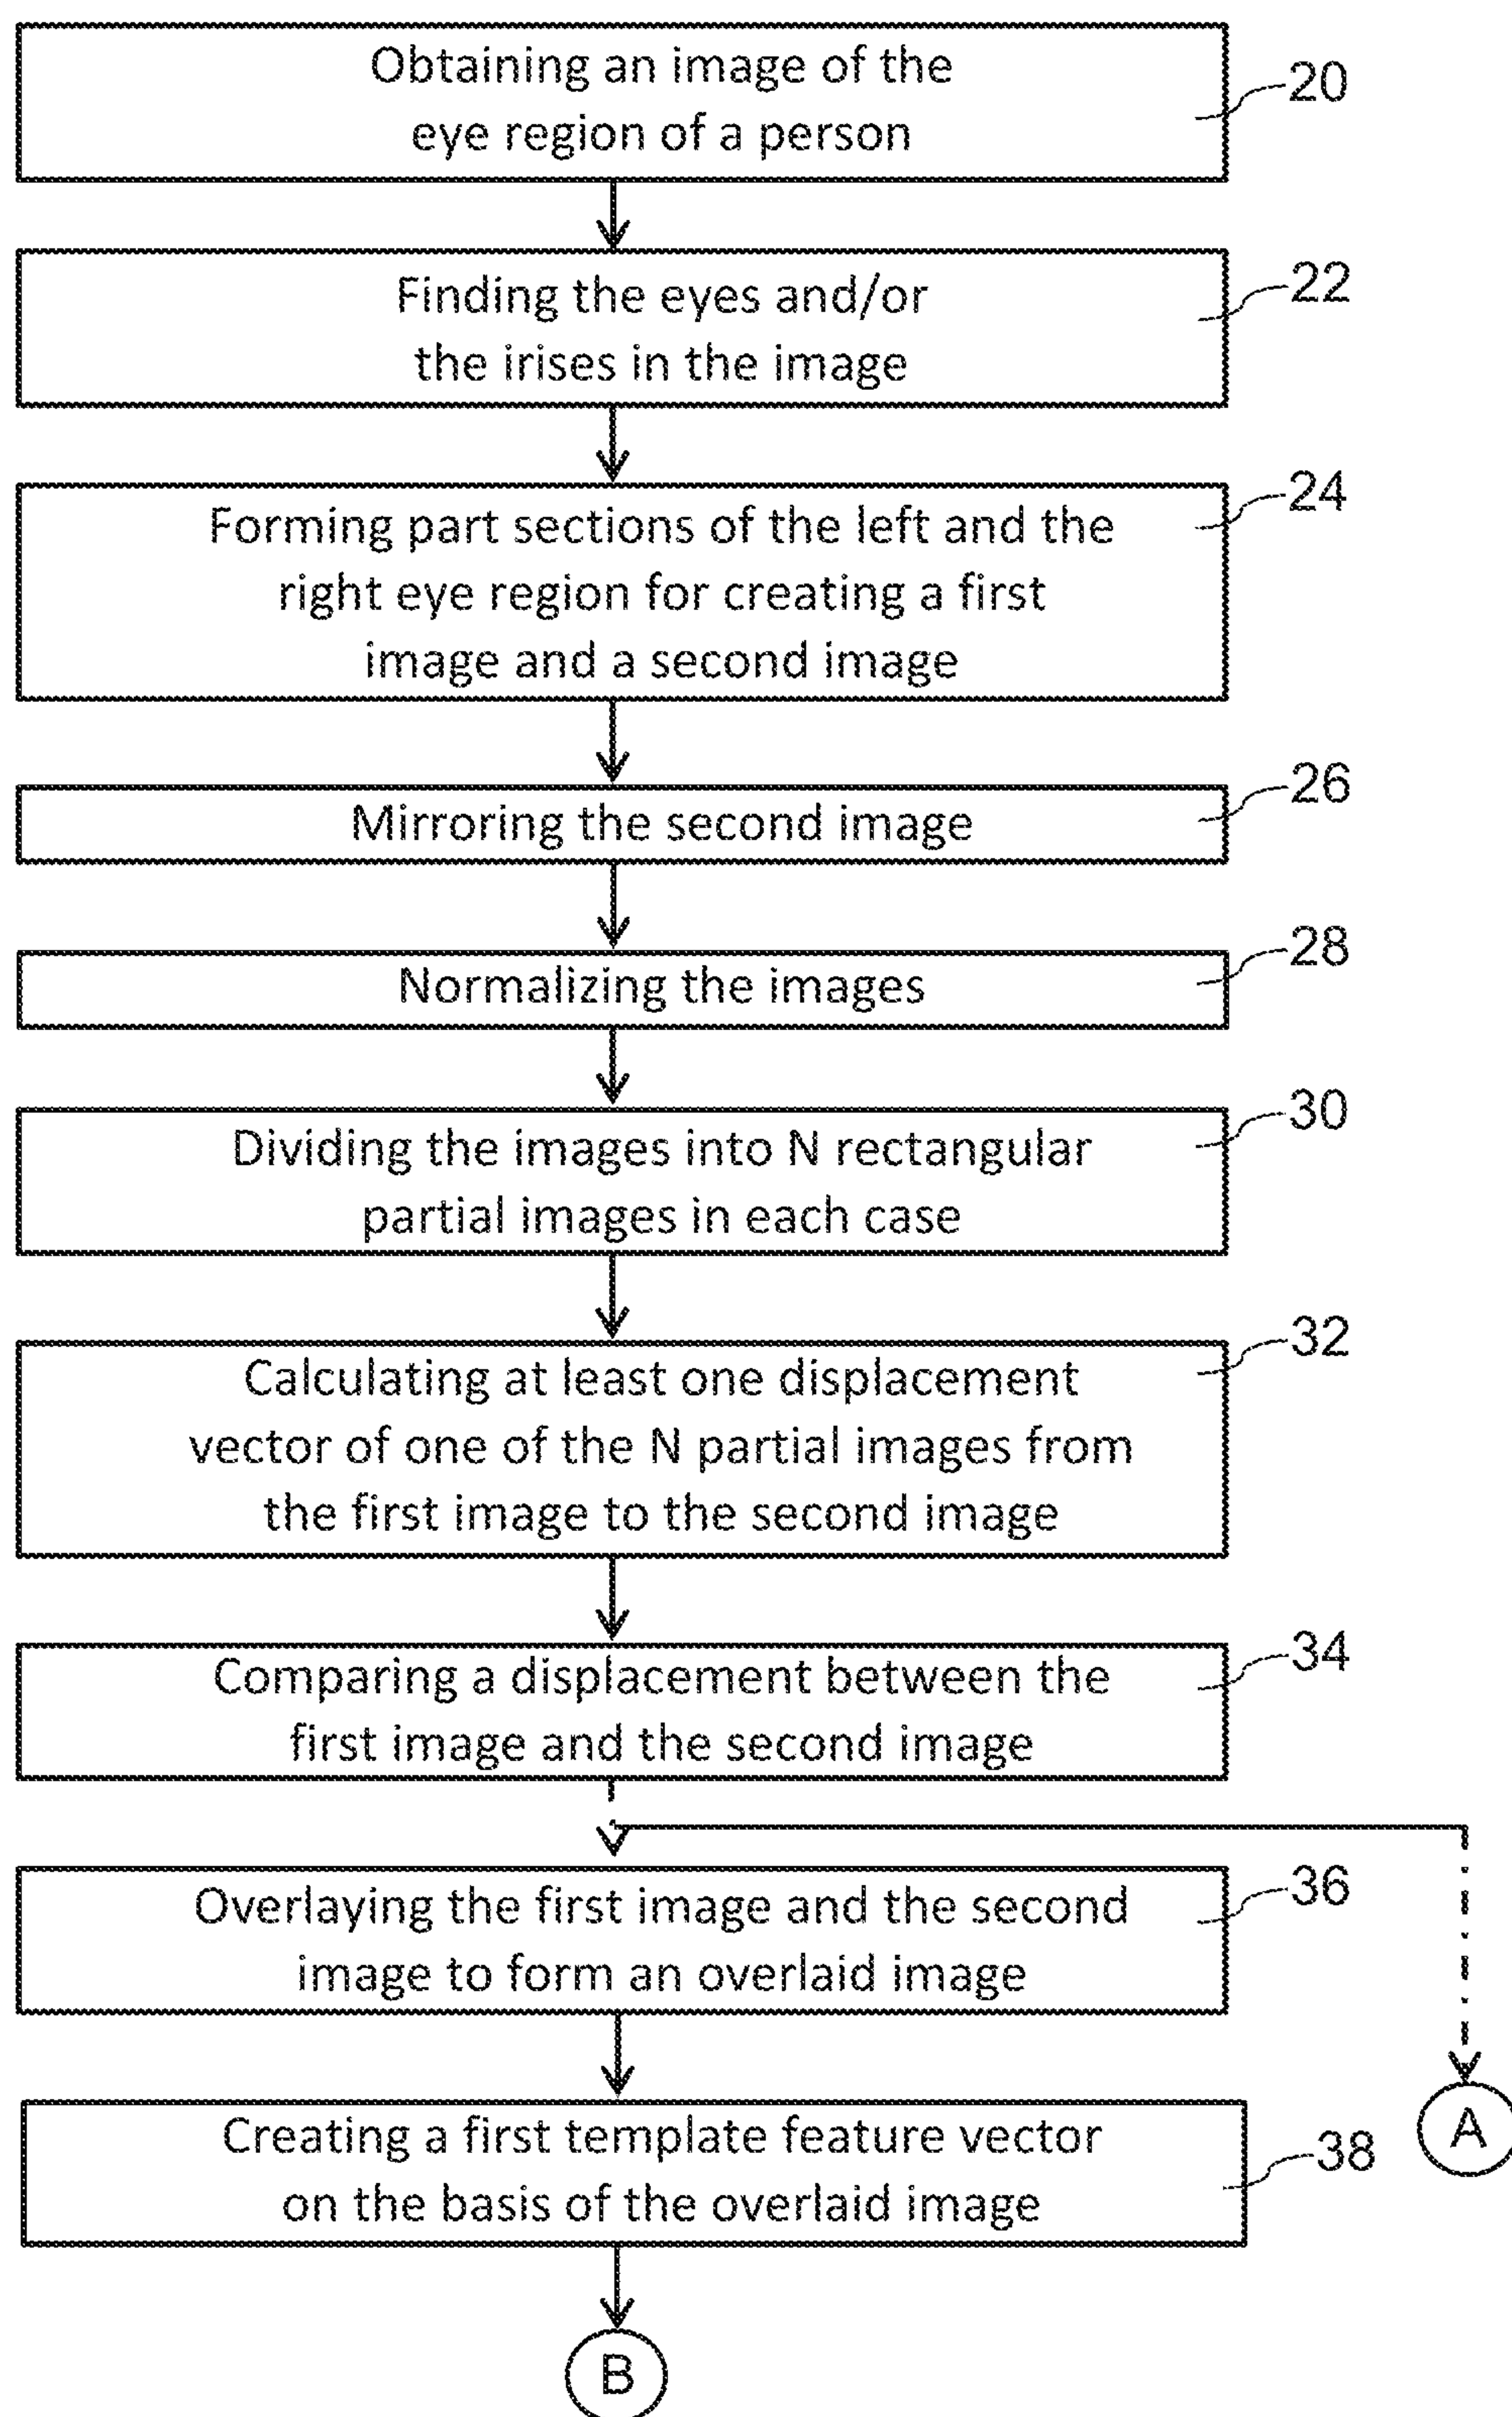 Obtaining an image of the
eye region of a person
20
Finding the eyes and/or
the irises in the image
22
Forming part sections of the left and the
right eye region for creating a first
image and a second image
24
Mirroring the second image
26
Normalizing the images
28
Dividing the images into N rectangular
partial images in each case
30
Calculating at least one displacement
vector of one of the N partial images from
the first image to the second image
32
Comparing a displacement between the
first image and the second image
34
Overlaying the first image and the second
image to form an overlaid image
36
Creating a first template feature vector
on the basis of the overlaid image
38
A
B